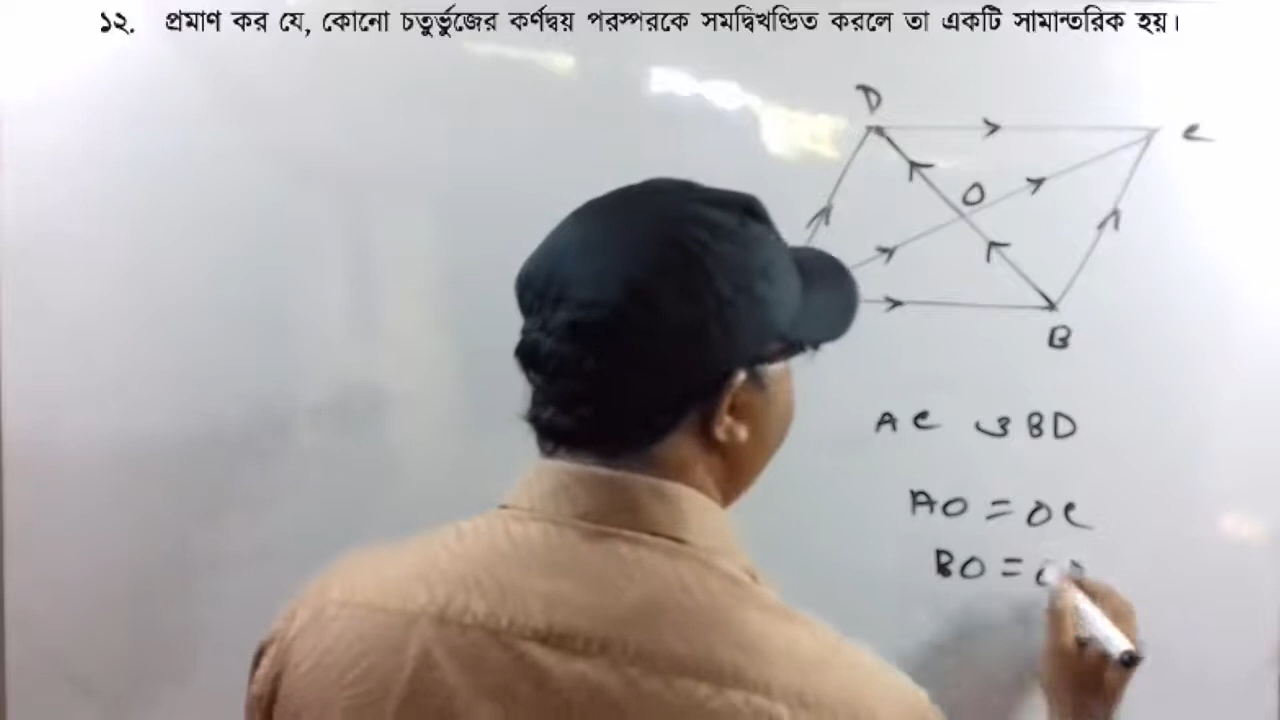 ১২. প্রমাণ কর যে, কোনো চতুর্ভুজের কর্ণদ্বয় পরস্পরকে সমদ্বিখণ্ডিত করলে তা একটি সামান্তরিক হয়।
D
C
O
B
AC ও BD
AO = OC
BO =